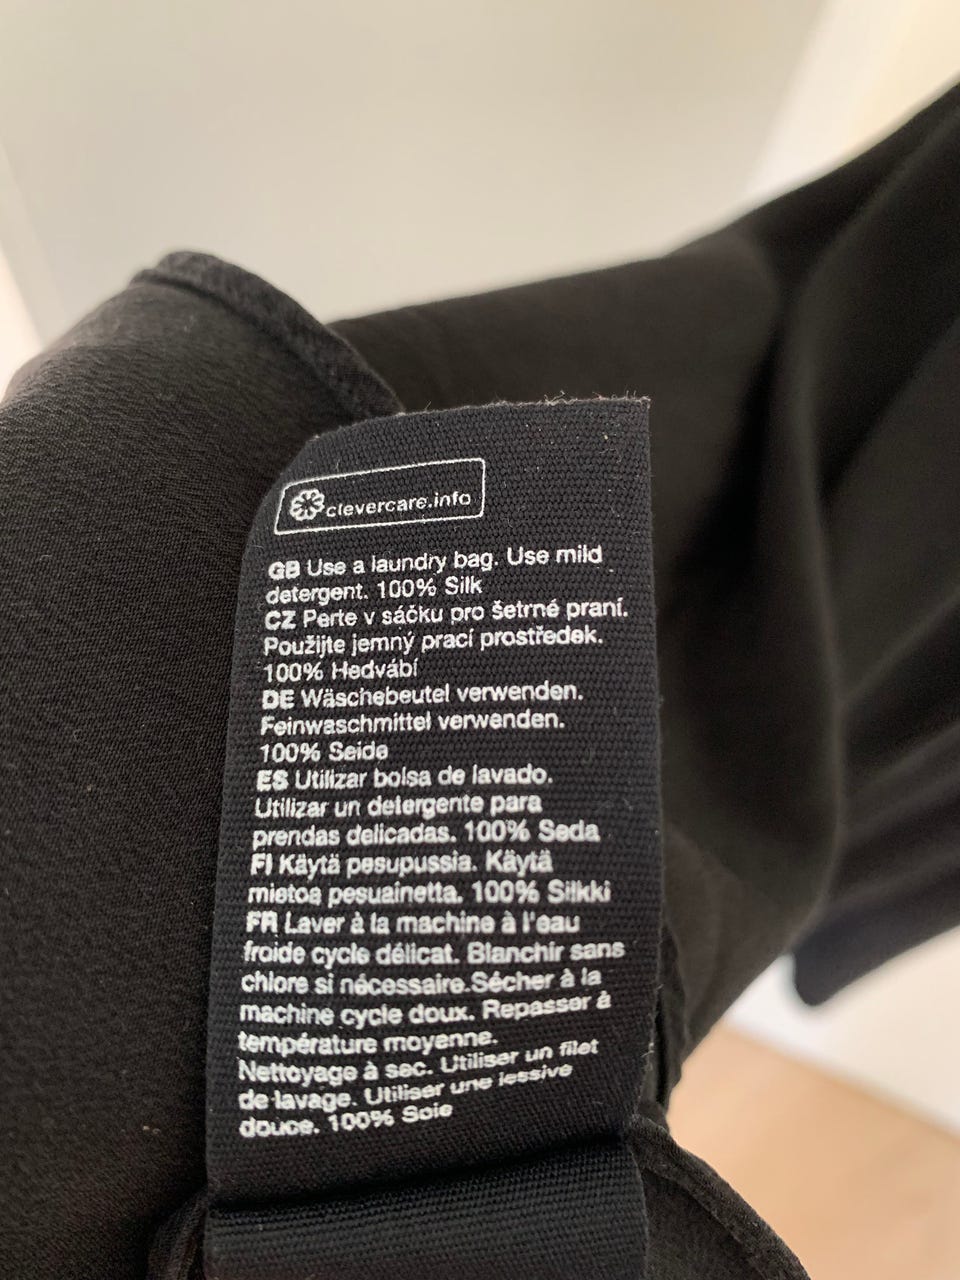 clevercare.info
GB Use a laundry bag. Use mild
detergent. 100% Silk
CZ Perte v sáčku pro šetrné praní.
Použijte jemný prací prostředek.
100% Hedvábí
DE Wäschebeutel verwenden.
Feinwaschmittel verwenden.
100% Seide
ES Utilizar bolsa de lavado.
Utilizar un detergente para
prendas delicadas. 100% Seda
FI Käytä pesupussia. Käytä
mietoa pesuainetta. 100% Silkki
FR Laver à la machine à l'eau
froide cycle délicat. Blanchir sans
chlore si nécessaire.Sécher à la
machine cycle doux. Repasser à
température moyenne.
Nettoyage à sec. Utiliser un filet
de lavage. Utiliser une lessive
douce. 100% Soie